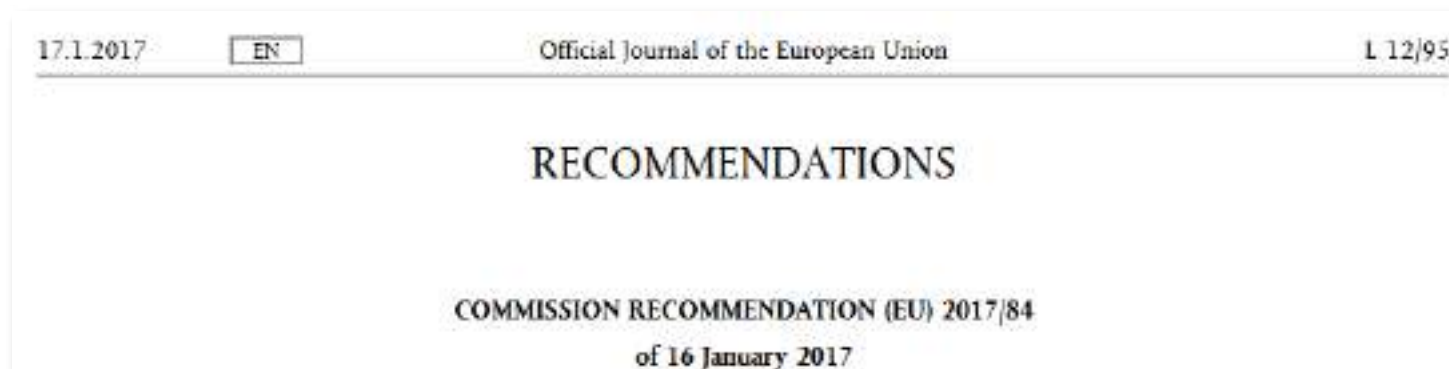 17.1.2017 EN Official Journal of the European Union L 12/95
RECOMMENDATIONS
COMMISSION RECOMMENDATION (EU) 2017/84
of 16 January 2017